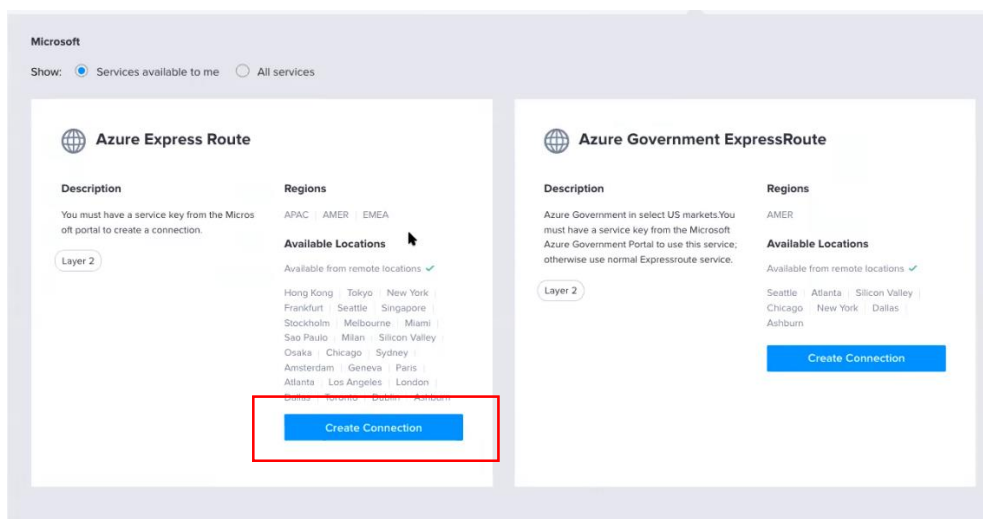 Microsoft
Show: Services available to me All services
Azure Express Route
Description
You must have a service key from the Micros
oft portal to create a connection.
Layer 2
Regions
APAC | AMER | EMEA
Available Locations
Available from remote locations ✓
Hong Kong | Tokyo | New York |
Frankfurt | Seattle | Singapore |
Stockholm | Melbourne | Miami |
Sao Paulo | Milan | Silicon Valley |
Osaka | Chicago | Sydney |
Amsterdam | Geneva | Paris |
Atlanta | Los Angeles | London |
Dallas | Toronto | Dublin | Ashburn
Create Connection
Azure Government ExpressRoute
Description
Azure Government in select US markets.You
must have a service key from the Microsoft
Azure Government Portal to use this service;
otherwise use normal Expressroute service.
Layer 2
Regions
AMER
Available Locations
Available from remote locations ✓
Seattle | Atlanta | Silicon Valley |
Chicago | New York | Dallas |
Ashburn
Create Connection